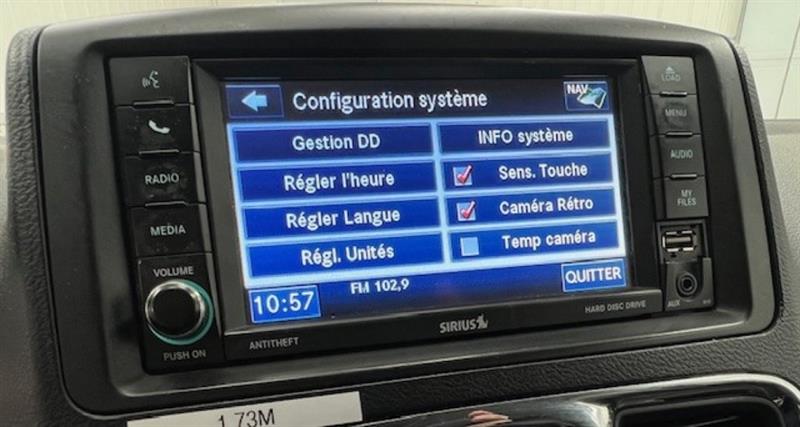 Configuration système
NAV
Gestion DD
INFO système
Régler l'heure
Sens. Touche
Régler Langue
Caméra Rétro
Régl. Unités
Temp caméra
10:57
FM 102,9
QUITTER
RADIO
MEDIA
VOLUME
PUSH ON
LOAD
MENU
AUDIO
MY
FILES
AUX
ANTITHEFT
SIRIUS
HARD DISC DRIVE
1.73M